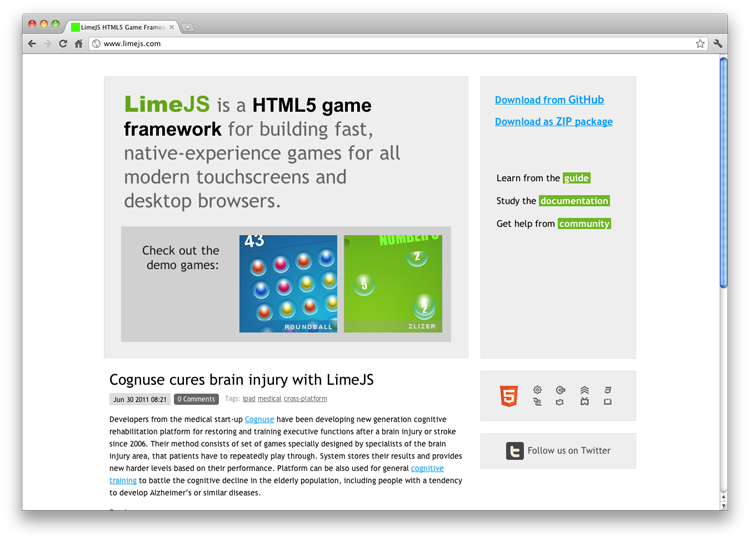 LimeJS HTML5 Game Framew
www.limejs.com
LimeJS is a HTML5 game
framework for building fast,
native-experience games for all
modern touchscreens and
desktop browsers.
Check out the
demo games:
43
ROUNDBALL
NUMBER
2
5
2
ZLIZER
Download from GitHub
Download as ZIP package
Learn from the guide
Study the documentation
Get help from community
Cognuse cures brain injury with LimeJS
Jun 30 2011 08:21 0 Comments Tags: ipad medical cross-platform
Developers from the medical start-up Cognuse have been developing new generation cognitive
rehabilitation platform for restoring and training executive functions after a brain injury or stroke
since 2006. Their method consists of set of games specially designed by specialists of the brain
injury area, that patients have to repeatedly play through. System stores their results and provides
new harder levels based on their performance. Platform can also be used for general cognitive
training to battle the cognitive decline in the elderly population, including people with a tendency
to develop Alzheimer's or similar diseases.
5
t Follow us on Twitter